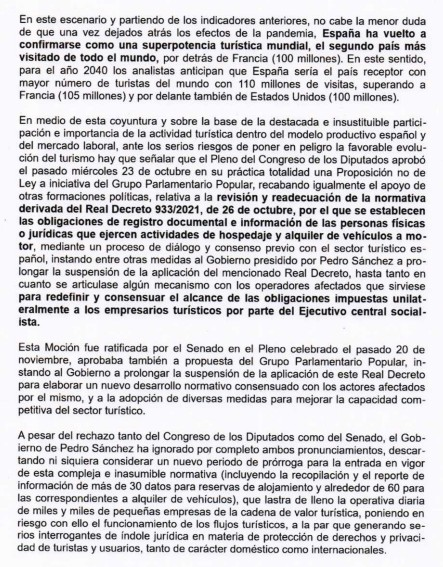 En este escenario y partiendo de los indicadores anteriores, no cabe la menor duda
de que una vez dejados atrás los efectos de la pandemia, España ha vuelto a
confirmarse como una superpotencia turística mundial, el segundo país más
visitado de todo el mundo, por detrás de Francia (100 millones). En este sentido,
para el año 2040 los analistas anticipan que España sería el país receptor con
mayor número de turistas del mundo con 110 millones de visitas, superando a
Francia (105 millones) y por delante también de Estados Unidos (100 millones).
En medio de esta coyuntura y sobre la base de la destacada e insustituible partici-
pación e importancia de la actividad turística dentro del modelo productivo español y
del mercado laboral, ante los serios riesgos de poner en peligro la favorable evolu-
ción del turismo hay que señalar que el Pleno del Congreso de los Diputados aprobó
el pasado miércoles 23 de octubre en su práctica totalidad una Proposición no de
Ley a iniciativa del Grupo Parlamentario Popular, recabando igualmente el apoyo de
otras formaciones políticas, relativa a la revisión y readecuación de la normativa
derivada del Real Decreto 933/2021, de 26 de octubre, por el que se establecen
las obligaciones de registro documental e información de las personas físicas
o jurídicas que ejercen actividades de hospedaje y alquiler de vehículos a mo-
tor, mediante un proceso de diálogo y consenso previo con el sector turístico es-
pañol, instando entre otras medidas al Gobierno presidido por Pedro Sánchez a pro-
longar la suspensión de la aplicación del mencionado Real Decreto, hasta tanto en
cuanto se articulase algún mecanismo con los operadores afectados que sirviese
para redefinir y consensuar el alcance de las obligaciones impuestas unilat-
eralmente a los empresarios turísticos por parte del Ejecutivo central social-
ista.
Esta Moción fue ratificada por el Senado en el Pleno celebrado el pasado 20 de
noviembre, aprobaba también a propuesta del Grupo Parlamentario Popular, in-
stando al Gobierno a prolongar la suspensión de la aplicación de este Real Decreto
para elaborar un nuevo desarrollo normativo consensuado con los actores afectados
por el mismo, y a la adopción de diversas medidas para mejorar la capacidad com-
petitiva del sector turístico.
A pesar del rechazo tanto del Congreso de los Diputados como del Senado, el Gob-
ierno de Pedro Sánchez ha ignorado por completo ambos pronunciamientos, descar-
tando ni siquiera considerar un nuevo periodo de prórroga para la entrada en vigor
de esta compleja e inasumible normativa (incluyendo la recopilación y el reporte de
información de más de 30 datos para reservas de alojamiento y alrededor de 60 para
las correspondientes a alquiler de vehículos), que lastra de lleno la operativa diaria
de miles y miles de pequeñas empresas de la cadena de valor turística, poniendo en
riesgo con ello el funcionamiento de los flujos turísticos, a la par que generando se-
rios interrogantes de índole jurídica en materia de protección de derechos y privaci-
dad de turistas y usuarios, tanto de carácter doméstico como internacionales.